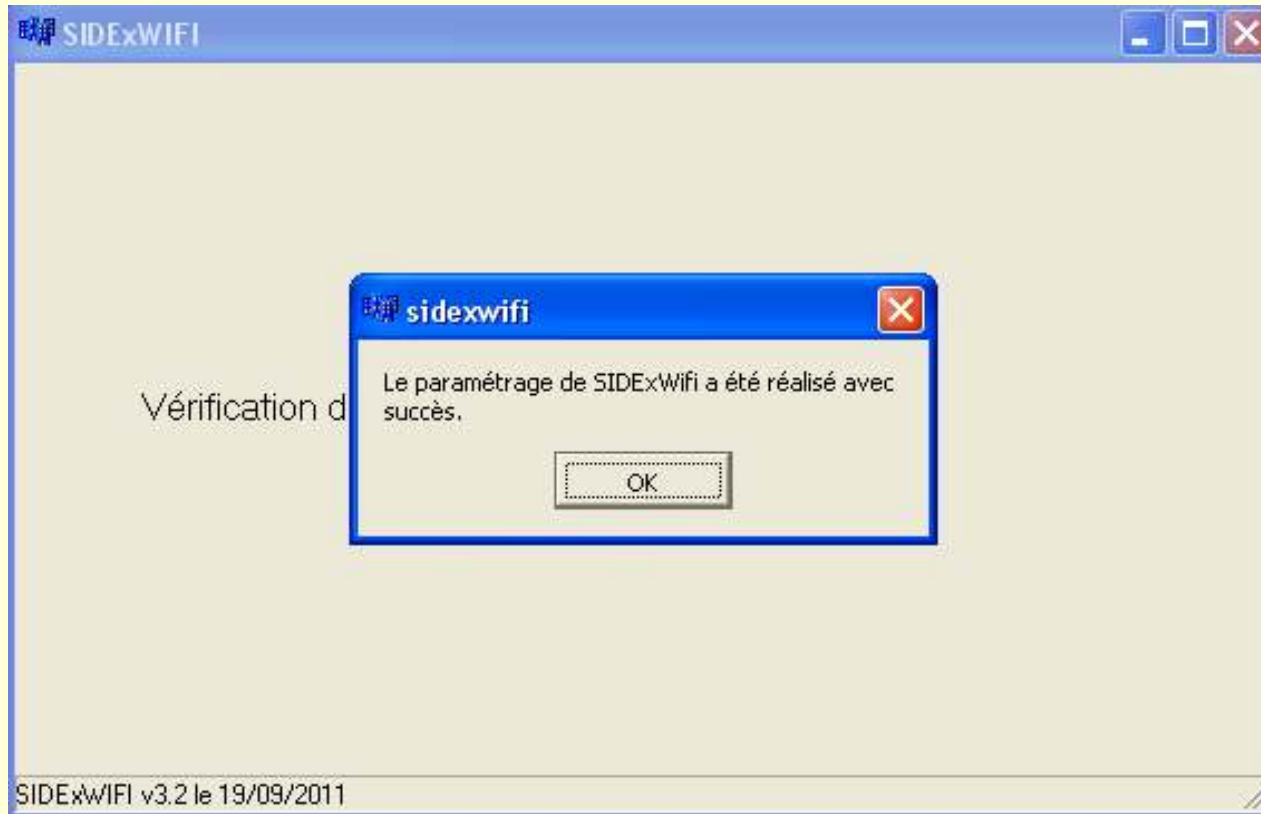 SIDExWIFI
sidexwifi
Le paramétrage de SIDExWifi a été réalisé avec
succès.
Vérification d
OK
SIDExWIFI v3.2 le 19/09/2011